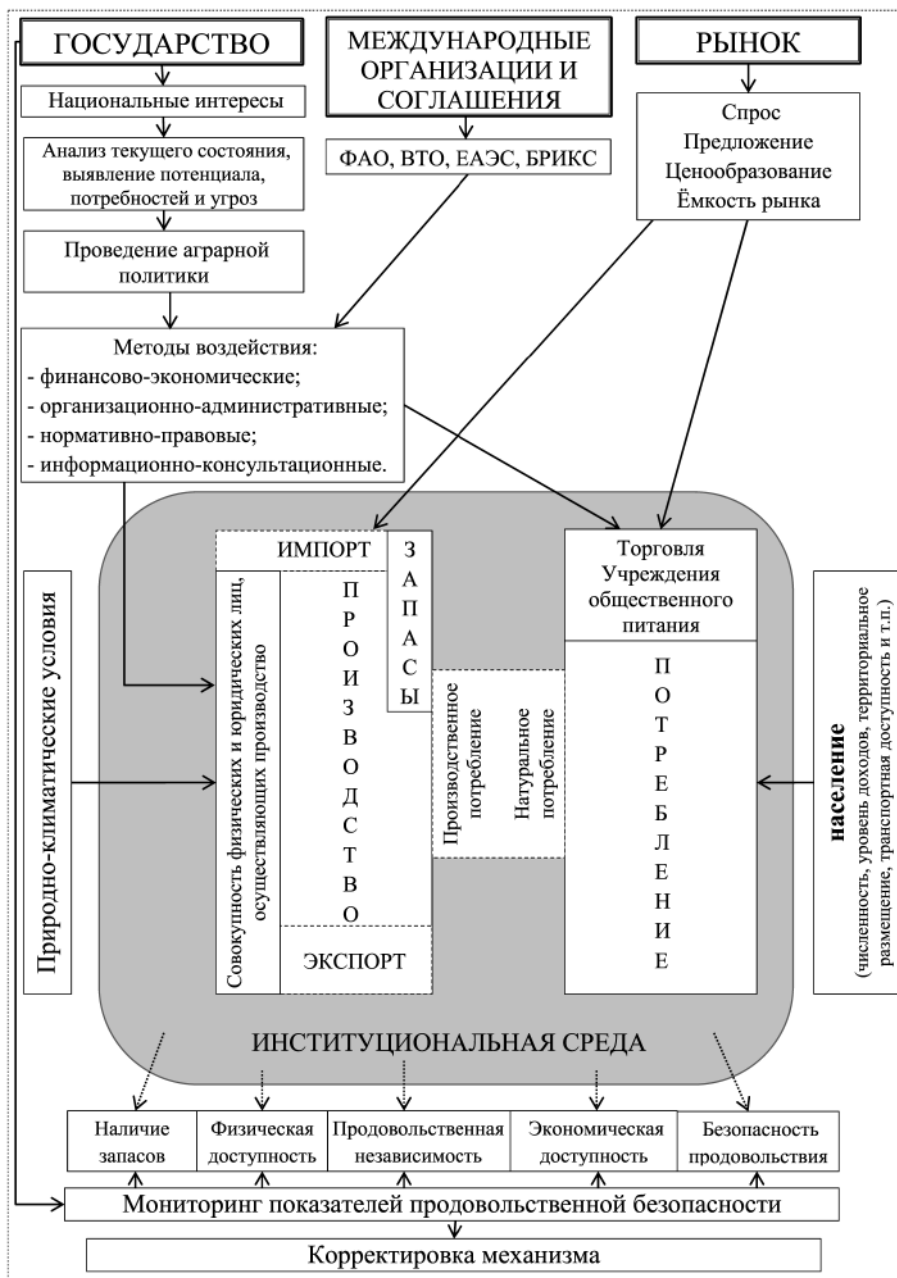 ГОСУДАРСТВО
МЕЖДУНАРОДНЫЕ
ОРГАНИЗАЦИИ И
СОГЛАШЕНИЯ
РЫНОК
Национальные интересы
Анализ текущего состояния,
выявление потенциала,
потребностей и угроз
Проведение аграрной
политики
ФАО, ВТО, ЕАЭС, БРИКС
Спрос
Предложение
Ценообразование
Ёмкость рынка
Методы воздействия:
- финансово-экономические;
- организационно-административные;
- нормативно-правовые;
- информационно-консультационные.
Природно-климатические условия
ИМПОРТ
ЗАПАСЫ
Совокупность физических и юридических лиц,
осуществляющих производство
ПРОИЗВОДСТВО
ЭКСПОРТ
Производственное
потребление
Натуральное
потребление
Торговля
Учреждения
общественного
питания
ПОТРЕБЛЕНИЕ
население
(численность, уровень доходов, территориальное
размещение, транспортная доступность и т.п.)
ИНСТИТУЦИОНАЛЬНАЯ СРЕДА
Наличие
запасов
Физическая
доступность
Продовольственная
независимость
Экономическая
доступность
Безопасность
продовольствия
Мониторинг показателей продовольственной безопасности
Корректировка механизма